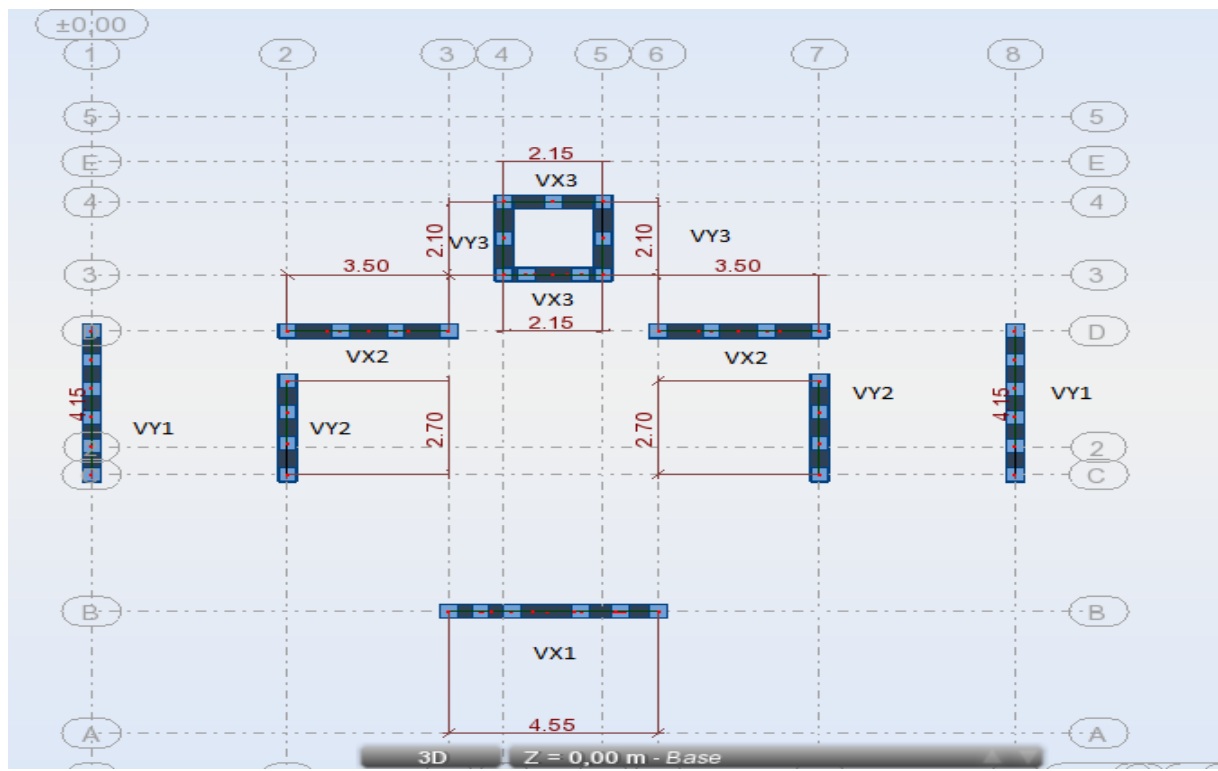 ±0,00
1 2 3 4 5 6 7 8
5 5
E E
2.15
VX3
4 4
2.10 VY3 2.10 VY3
3.50 3.50
3 3
VX3
2.15
D D
VX2 VX2
4.15 VY1 VY2 2.70 2.70 VY2 4.15 VY1
2 2
C C
B B
VX1
4.55
A A
3D Z = 0,00 m - Base